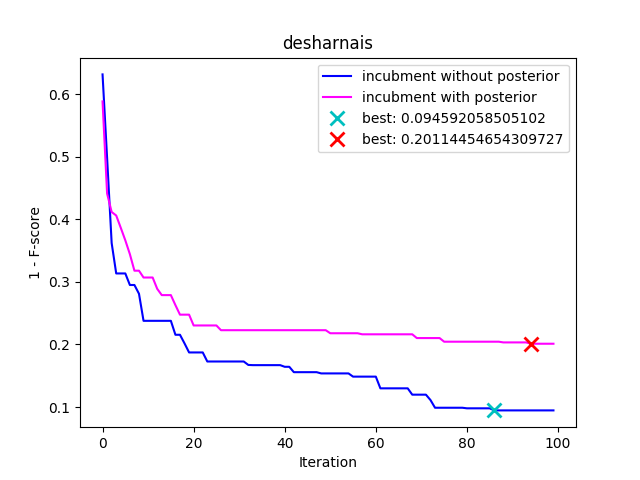 desharnais
incubment without posterior
incubment with posterior
best: 0.094592058505102
best: 0.20114454654309727
1 - F-score
0.6
0.5
0.4
0.3
0.2
0.1
0
20
40
60
80
100
Iteration